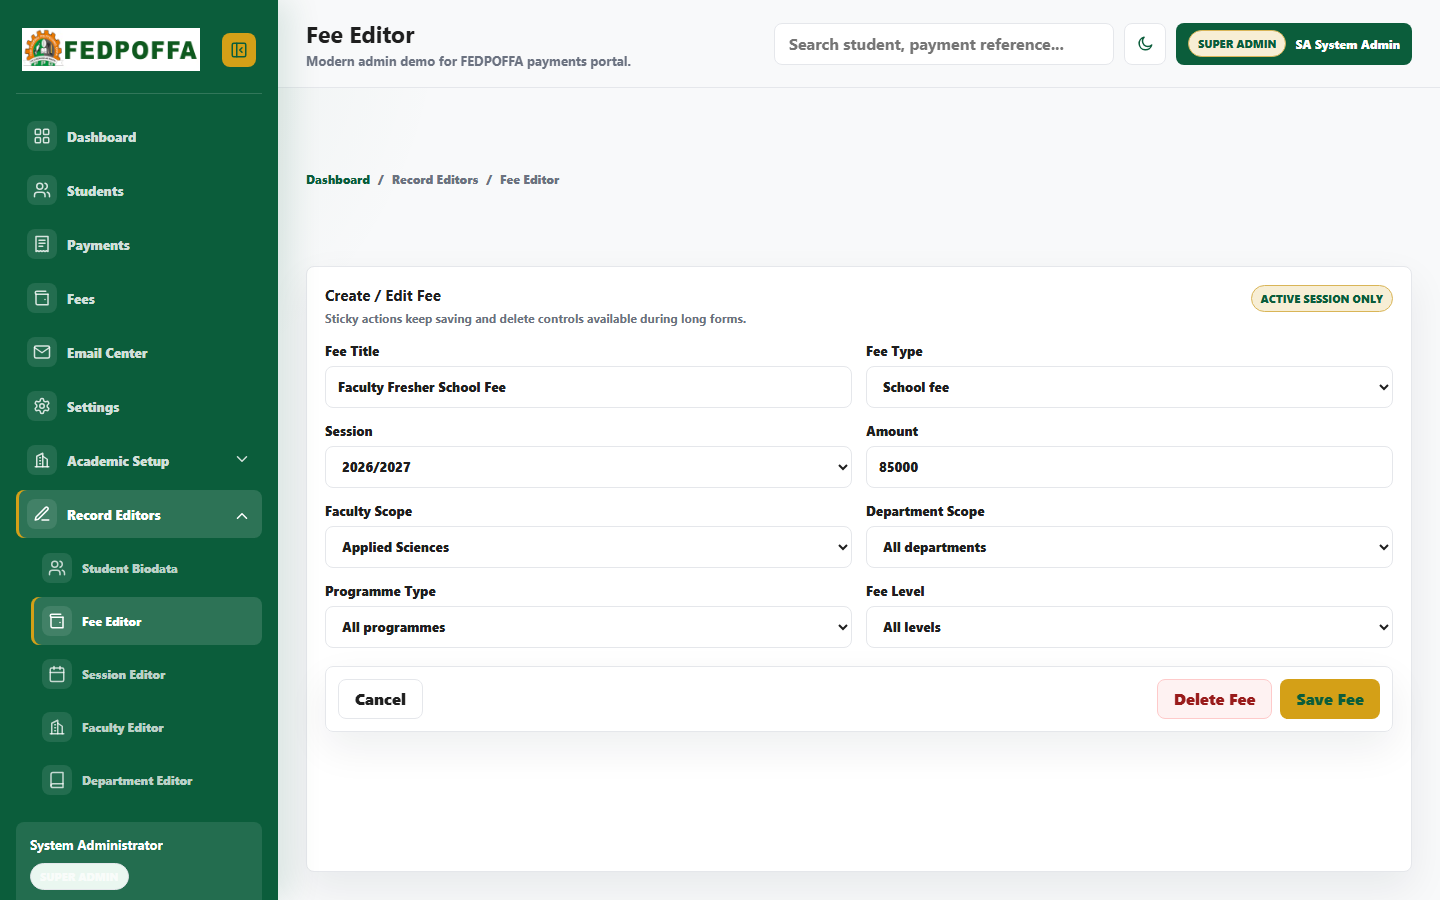 FEDPOFFA
Dashboard
Students
Payments
Fees
Email Center
Settings
Academic Setup
Record Editors
Student Biodata
Fee Editor
Session Editor
Faculty Editor
Department Editor
System Administrator
SUPER ADMIN
Fee Editor
Modern admin demo for FEDPOFFA payments portal.
Search student, payment reference...
SUPER ADMIN SA System Admin
Dashboard / Record Editors / Fee Editor
Create / Edit Fee
ACTIVE SESSION ONLY
Sticky actions keep saving and delete controls available during long forms.
Fee Title
Faculty Fresher School Fee
Fee Type
School fee
Session
2026/2027
Amount
85000
Faculty Scope
Applied Sciences
Department Scope
All departments
Programme Type
All programmes
Fee Level
All levels
Cancel
Delete Fee
Save Fee